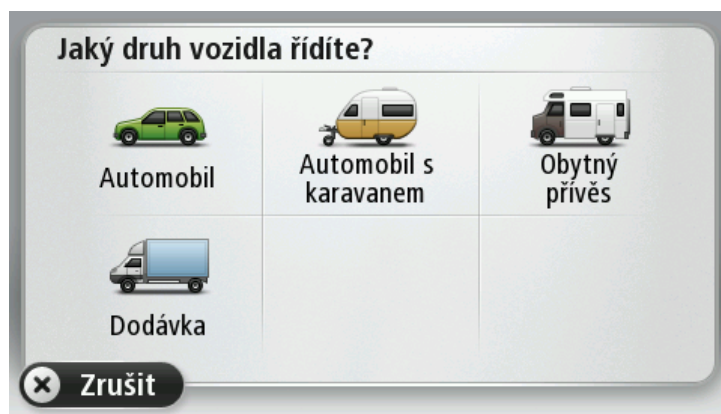 Jaký druh vozidla řídíte?
Automobil
Automobil s
karavanem
Obytný
přívěs
Dodávka
Zrušit